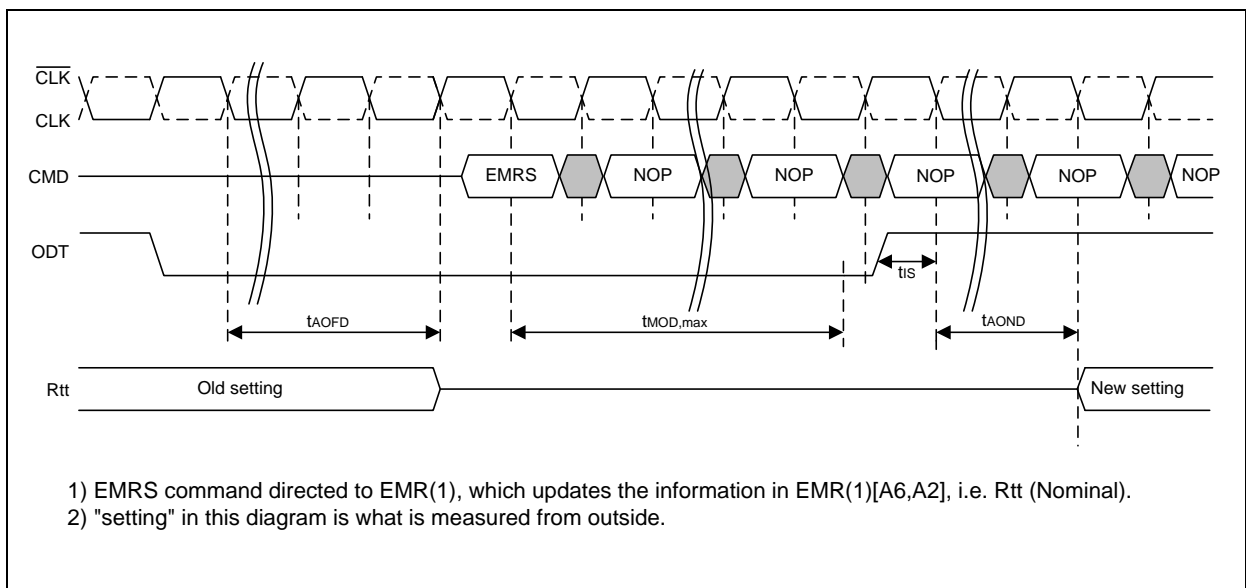 CLK
CLK
CMD
EMRS
NOP
NOP
NOP
NOP
NOP
ODT
tIS
tAOFD
tMOD,max
tAOND
Rtt
Old setting
New setting
1) EMRS command directed to EMR(1), which updates the information in EMR(1)[A6,A2], i.e. Rtt (Nominal).
2) "setting" in this diagram is what is measured from outside.